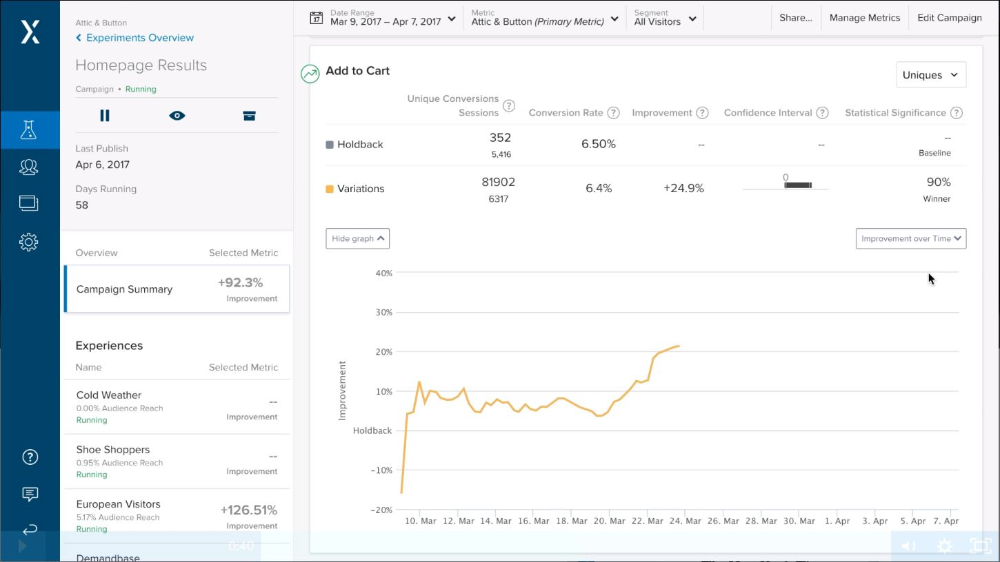 Attic & Button
Experiments Overview
Homepage Results
Campaign • Running
Last Publish
Apr 6, 2017
Days Running
58
Overview Selected Metric
Campaign Summary +92.3%
Improvement
Experiences
Name Selected Metric
Cold Weather --
0.00% Audience Reach Improvement
Running
Shoe Shoppers --
0.95% Audience Reach Improvement
Running
European Visitors +126.51%
5.17% Audience Reach Improvement
Running
Demandbase
0:40
17 Date Range
Mar 9, 2017 – Apr 7, 2017
Metric
Attic & Button (Primary Metric)
Segment
All Visitors
Share... Manage Metrics Edit Campaign
Add to Cart Uniques
Unique Conversions
Sessions ? Conversion Rate ? Improvement ? Confidence Interval ? Statistical Significance ?
Holdback 352 6.50% -- -- --
5,416 Baseline
Variations 81902 6.4% +24.9% 0 90%
6317 Winner
Hide graph Improvement over Time
40%
30%
20%
10%
Holdback
−10%
−20%
Improvement
10. Mar 12. Mar 14. Mar 16. Mar 18. Mar 20. Mar 22. Mar 24. Mar 26. Mar 28. Mar 30. Mar 1. Apr 3. Apr 5. Apr 7. Apr